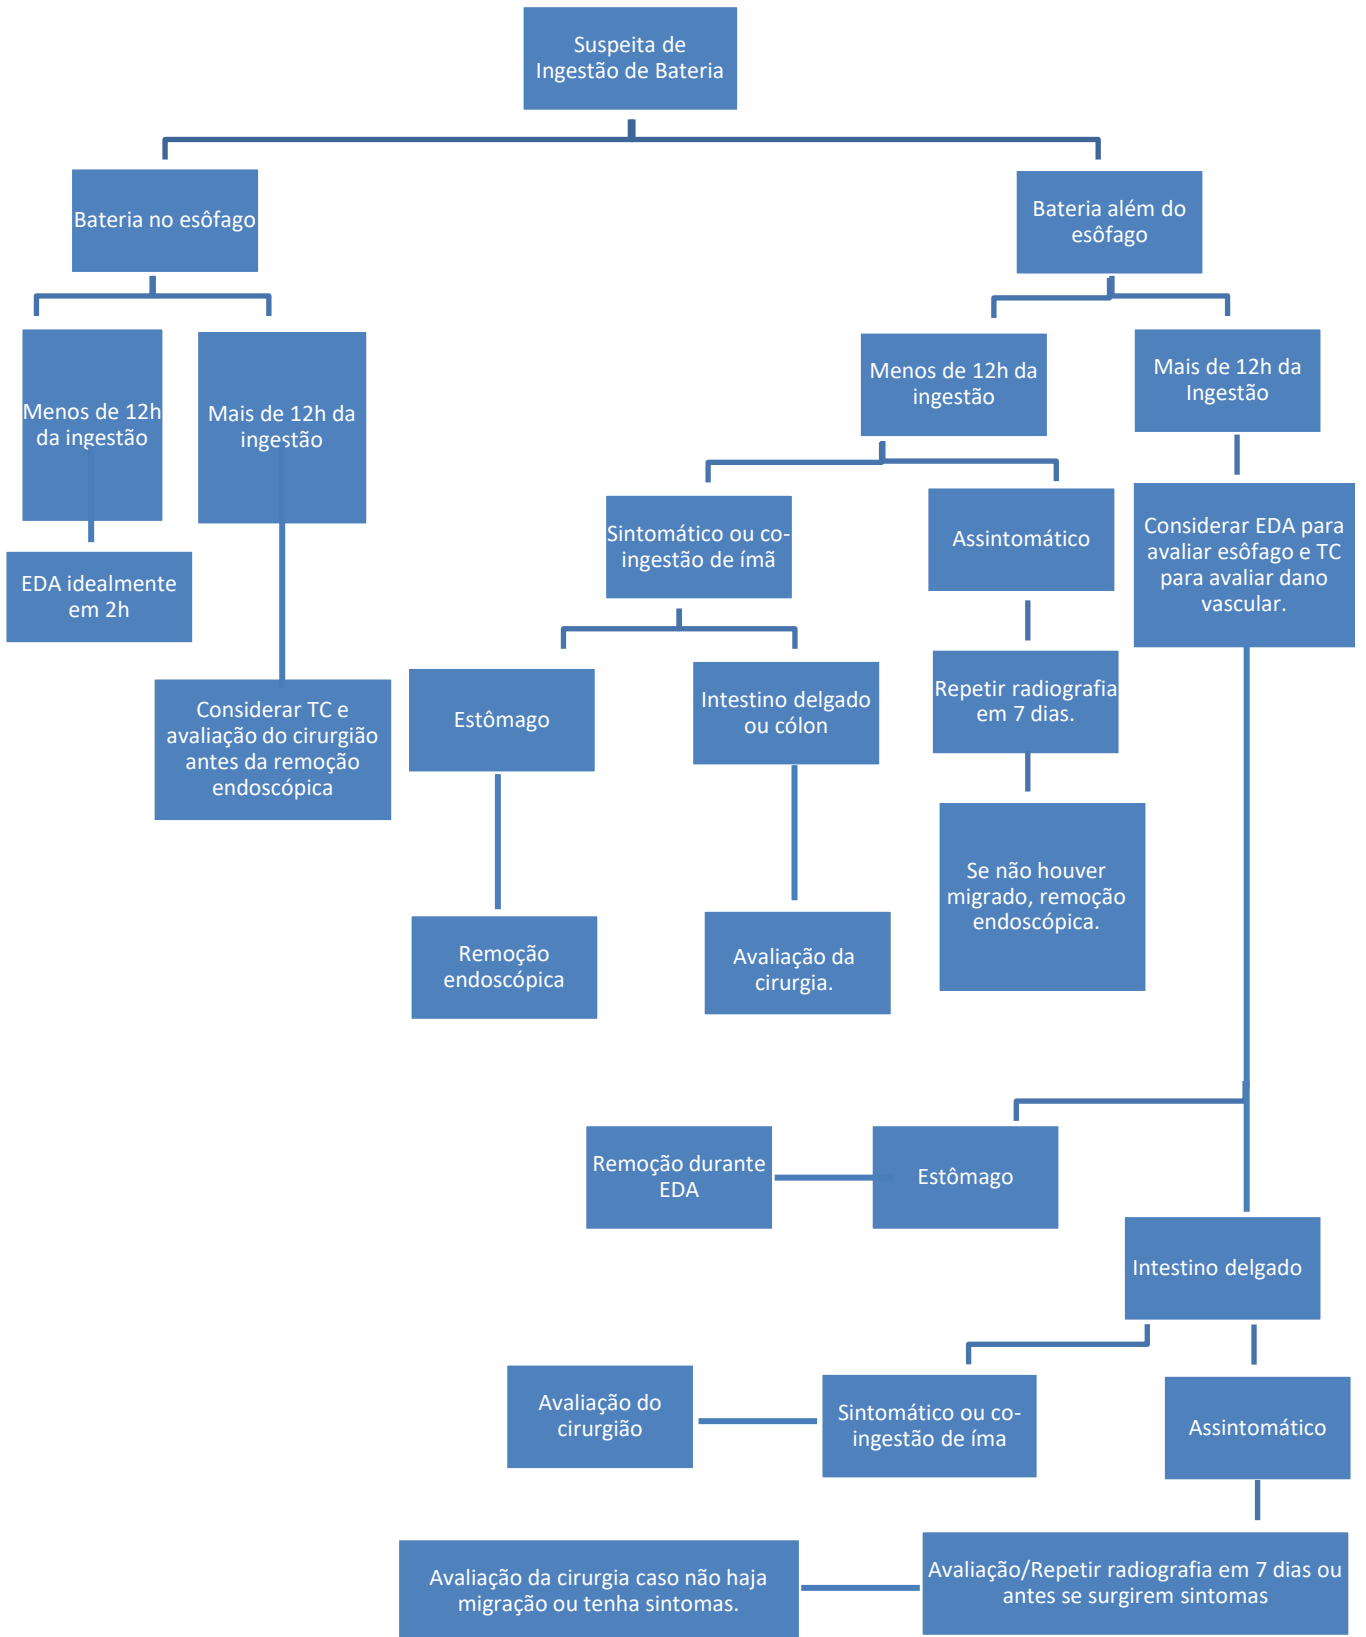 Suspeita de
Ingestão de Bateria
Bateria no esôfago
Bateria além do
esôfago
Menos de 12h
da ingestão
Mais de 12h da
ingestão
Menos de 12h da
ingestão
Mais de 12h da
Ingestão
EDA idealmente
em 2h
Sintomático ou co-
ingestão de ímã
Assintomático
Considerar EDA para
avaliar esôfago e TC
para avaliar dano
vascular.
Considerar TC e
avaliação do cirurgião
antes da remoção
endoscópica
Estômago
Intestino delgado
ou cólon
Repetir radiografia
em 7 dias.
Remoção
endoscópica
Avaliação da
cirurgia.
Se não houver
migrado, remoção
endoscópica.
Remoção durante
EDA
Estômago
Intestino delgado
Avaliação do
cirurgião
Sintomático ou co-
ingestão de íma
Assintomático
Avaliação da cirurgia caso não haja
migração ou tenha sintomas.
Avaliação/Repetir radiografia em 7 dias ou
antes se surgirem sintomas